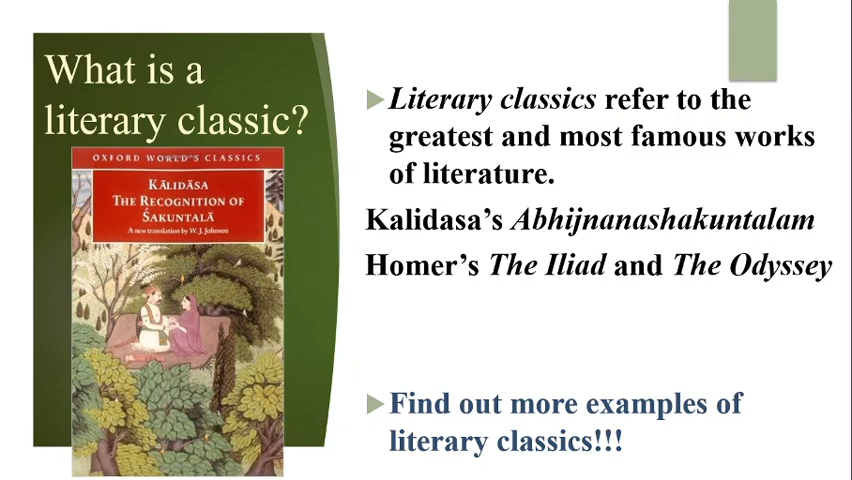 What is a
literary classic?
OXFORD WORLD'S CLASSICS
KĀLIDĀSA
THE RECOGNITION OF
ŚAKUNTALĀ
A new translation by W. J. Johnson
Literary classics refer to the
greatest and most famous works
of literature.
Kalidasa’s Abhijnanashakuntalam
Homer’s The Iliad and The Odyssey
Find out more examples of
literary classics!!!